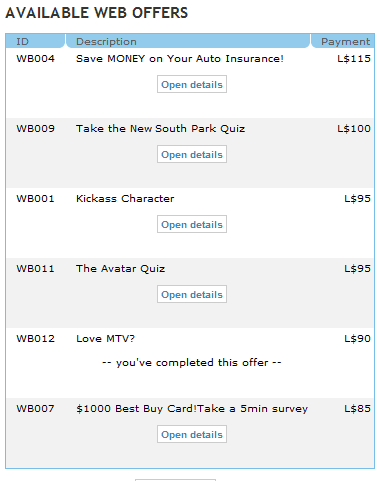 AVAILABLE WEB OFFERS
ID Description Payment
WB004 Save MONEY on Your Auto Insurance! L$115
Open details
WB009 Take the New South Park Quiz L$100
Open details
WB001 Kickass Character L$95
Open details
WB011 The Avatar Quiz L$95
Open details
WB012 Love MTV? L$90
-- you've completed this offer --
WB007 $1000 Best Buy Card!Take a 5min survey L$85
Open details